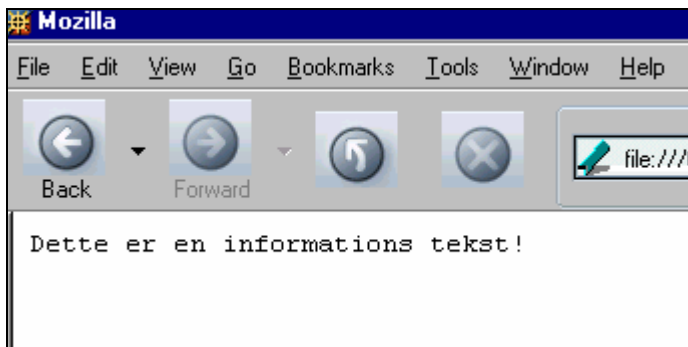 Mozilla
File Edit View Go Bookmarks Tools Window Help
Back Forward
file:///
Dette er en informations tekst!